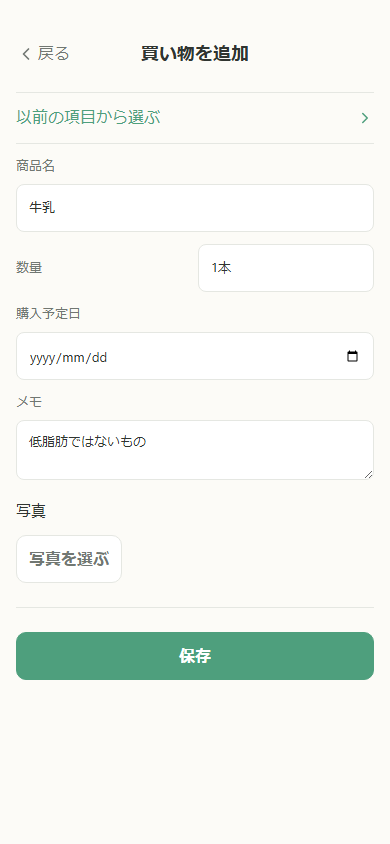 戻る
買い物を追加
以前の項目から選ぶ
商品名
牛乳
数量
1本
購入予定日
yyyy/mm/dd
メモ
低脂肪ではないもの
写真
写真を選ぶ
保存